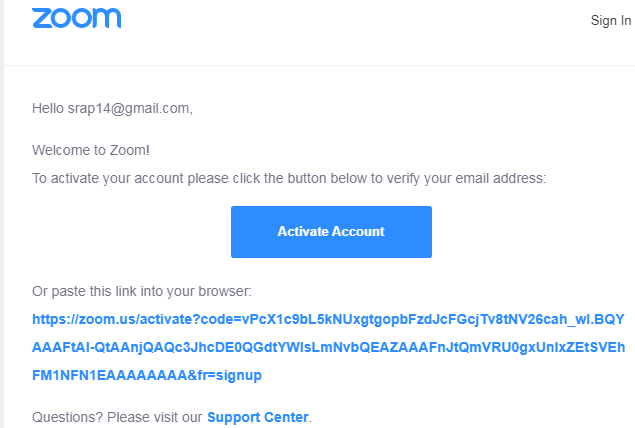 zoom
Sign In
Hello srap14@gmail.com,
Welcome to Zoom!
To activate your account please click the button below to verify your email address:
Activate Account
Or paste this link into your browser:
https://zoom.us/activate?code=vPcX1c9bL5kNUxgtgopbFzdJcFGcjTv8tNV26cah_wI.BQY
AAAFtAI-QtAAnjQAQc3JhcDE0QGdtYWlsLmNvbQEAZAAAFnJtQmVRU0gxUnlxZEtSVEh
FM1NFN1EAAAAAAAA&fr=signup
Questions? Please visit our Support Center.